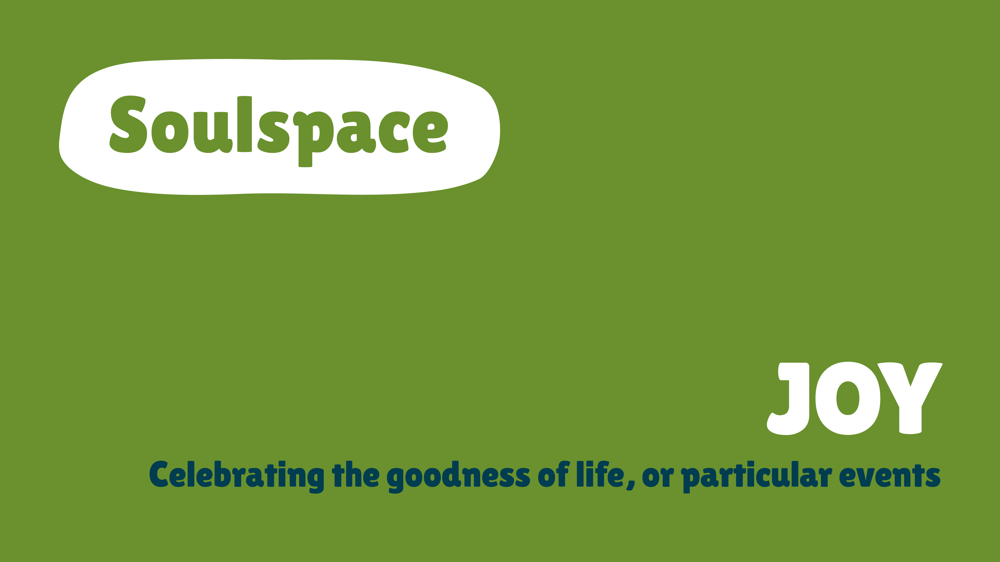 Soulspace
JOY
Celebrating the goodness of life, or particular events